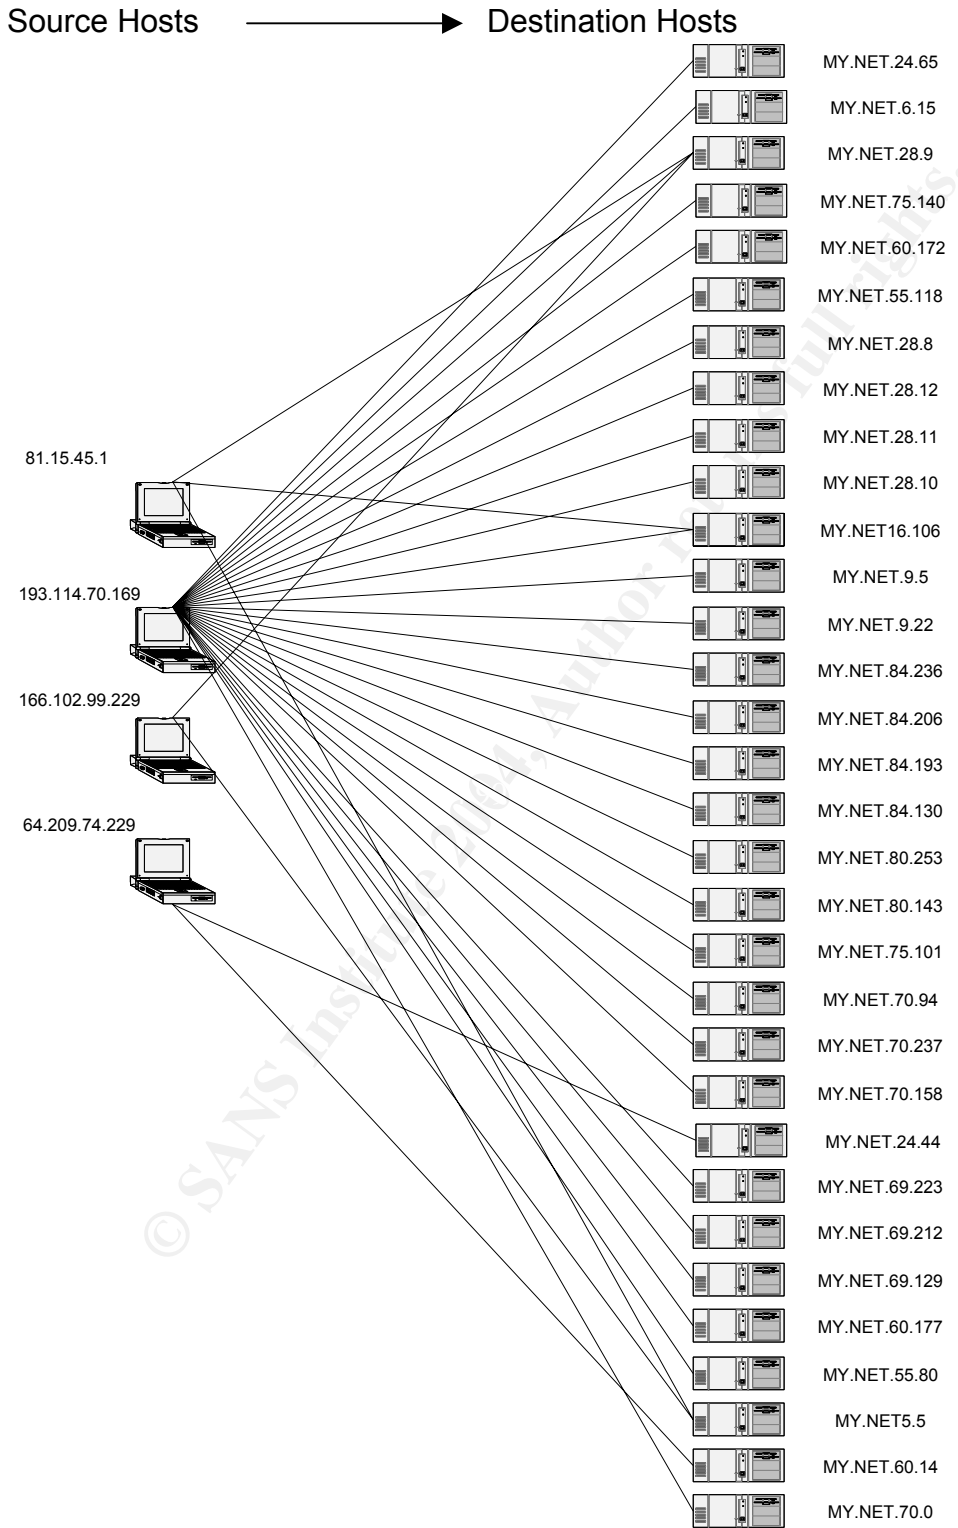 Source Hosts
Destination Hosts
MY.NET.24.65
MY.NET.6.15
MY.NET.28.9
MY.NET.75.140
MY.NET.60.172
MY.NET.55.118
MY.NET.28.8
MY.NET.28.12
MY.NET.28.11
81.15.45.1
MY.NET.28.10
MY.NET16.106
MY.NET.9.5
193.114.70.169
MY.NET.9.22
MY.NET.84.236
166.102.99.229
MY.NET.84.206
MY.NET.84.193
MY.NET.84.130
64.209.74.229
MY.NET.80.253
MY.NET.80.143
MY.NET.75.101
MY.NET.70.94
MY.NET.70.237
MY.NET.70.158
MY.NET.24.44
MY.NET.69.223
MY.NET.69.212
MY.NET.69.129
MY.NET.60.177
MY.NET.55.80
MY.NET5.5
MY.NET.60.14
MY.NET.70.0
© SANS Institute 2004, Author retains full rights.